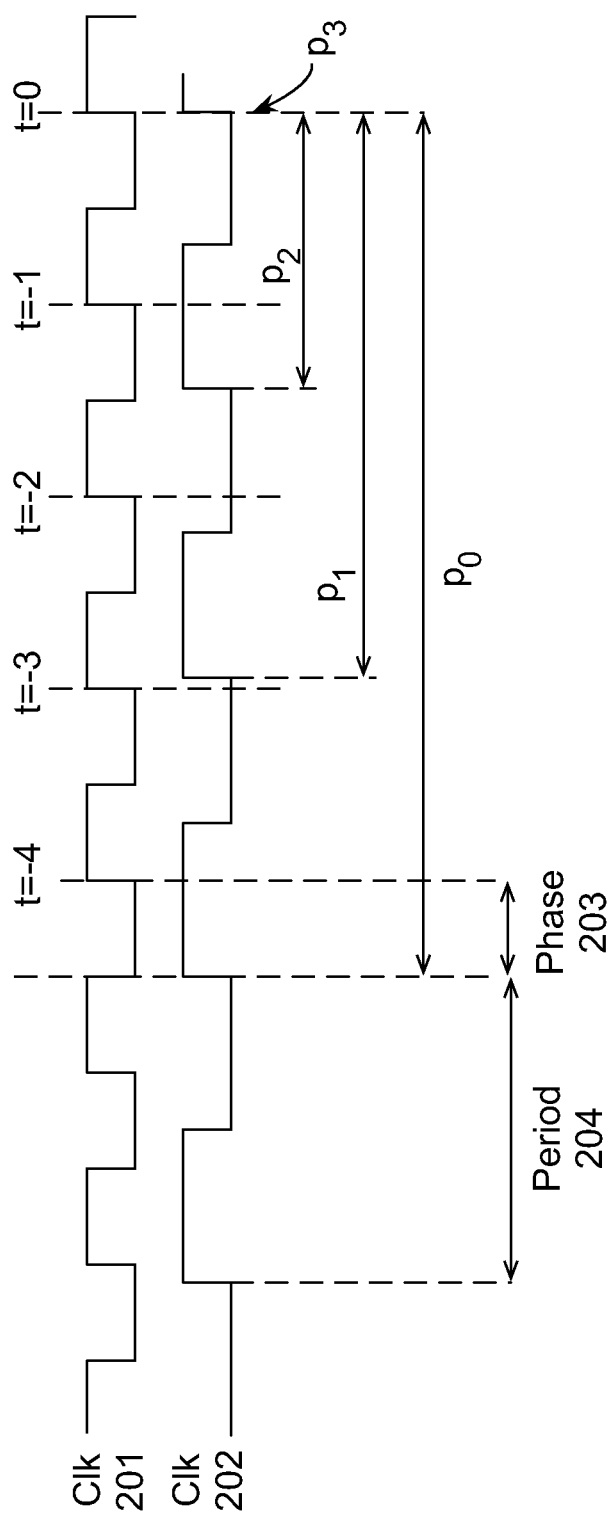 t=-4
t=-3
t=-2
t=-1
t=0
Clk
201
Clk
202
p3
p2
p1
p0
Period
204
Phase
203